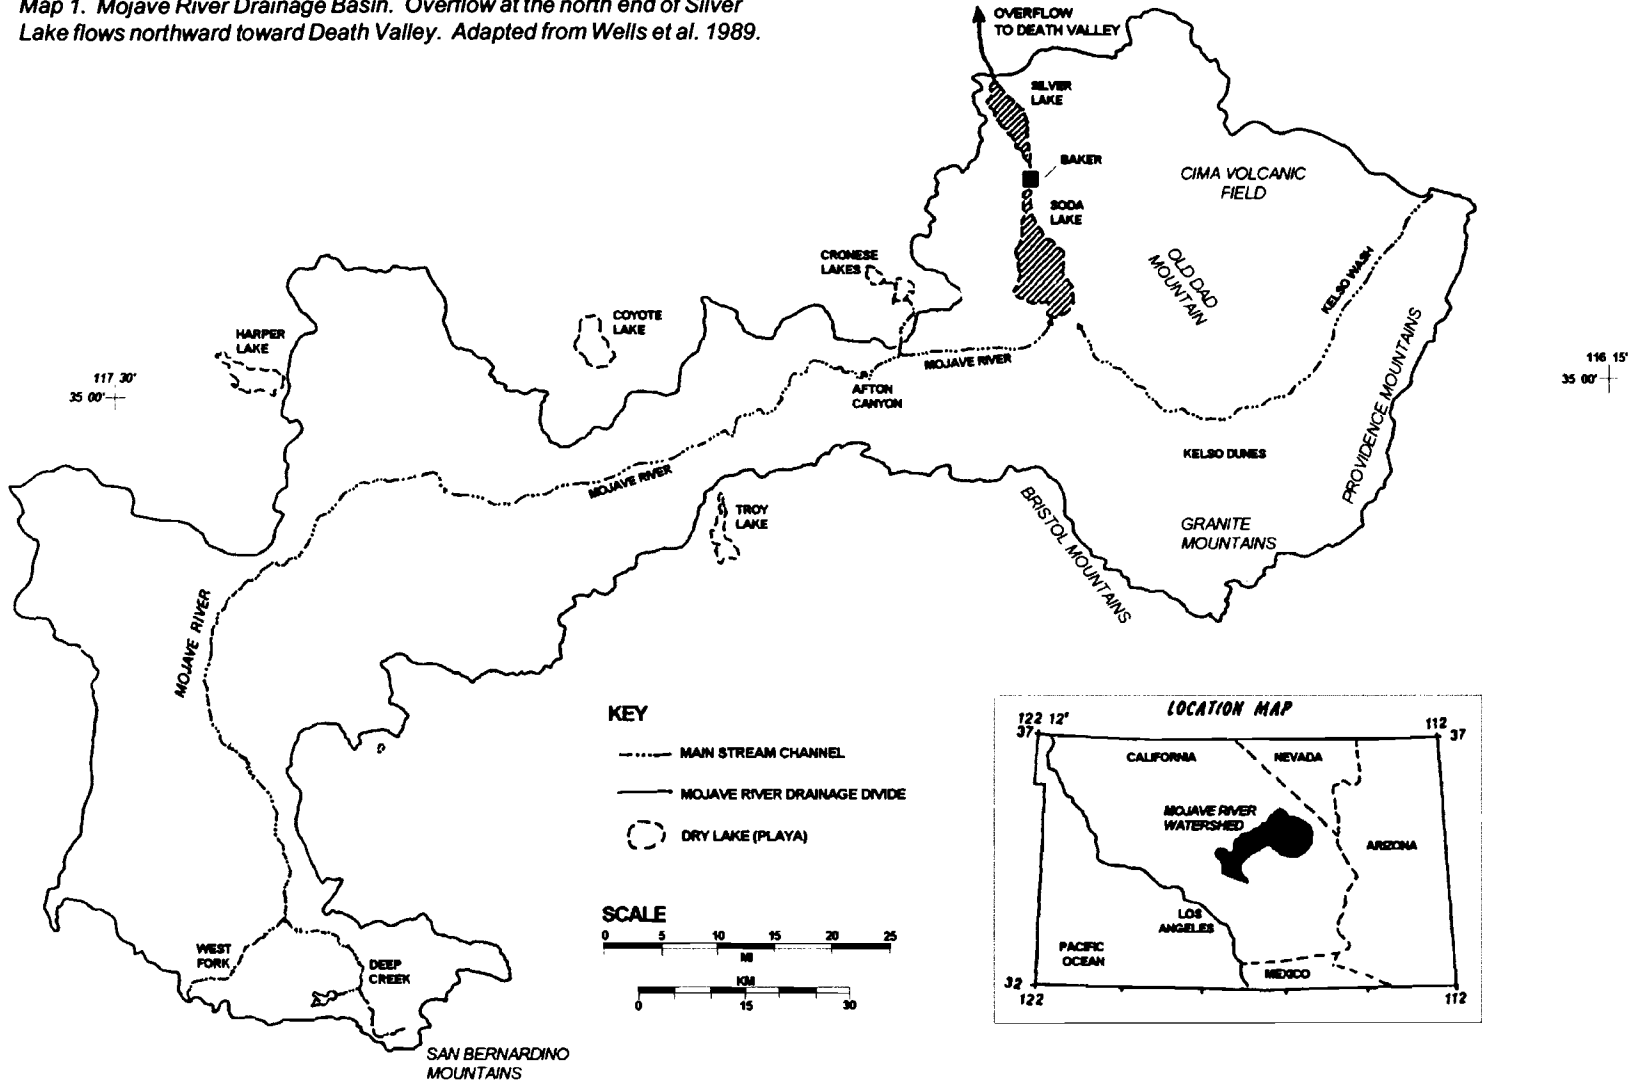 Map 1. Mojave River Drainage Basin. Overflow at the north end of Silver
Lake flows northward toward Death Valley. Adapted from Wells et al. 1989.
OVERFLOW
TO DEATH VALLEY
SILVER
LAKE
BAKER
CIMA VOLCANIC
FIELD
SODA
LAKE
CRONESE
LAKES
OLD DAD
MOUNTAIN
KELSO WASH
COYOTE
LAKE
HARPER
LAKE
MOJAVE RIVER
117 30'
35 00'
116 15'
35 00'
AFTON
CANYON
PROVIDENCE MOUNTAINS
KELSO DUNES
MOJAVE RIVER
BRISTOL MOUNTAINS
TROY
LAKE
GRANITE
MOUNTAINS
MOJAVE RIVER
KEY
MAIN STREAM CHANNEL
MOJAVE RIVER DRAINAGE DIVIDE
DRY LAKE (PLAYA)
SCALE
0 5 10 15 20 25
MI
KM
0 15 30
WEST
FORK
DEEP
CREEK
SAN BERNARDINO
MOUNTAINS
LOCATION MAP
122 12'
37
112
37
CALIFORNIA
NEVADA
MOJAVE RIVER
WATERSHED
ARIZONA
LOS
ANGELES
PACIFIC
OCEAN
MEXICO
32
122
112